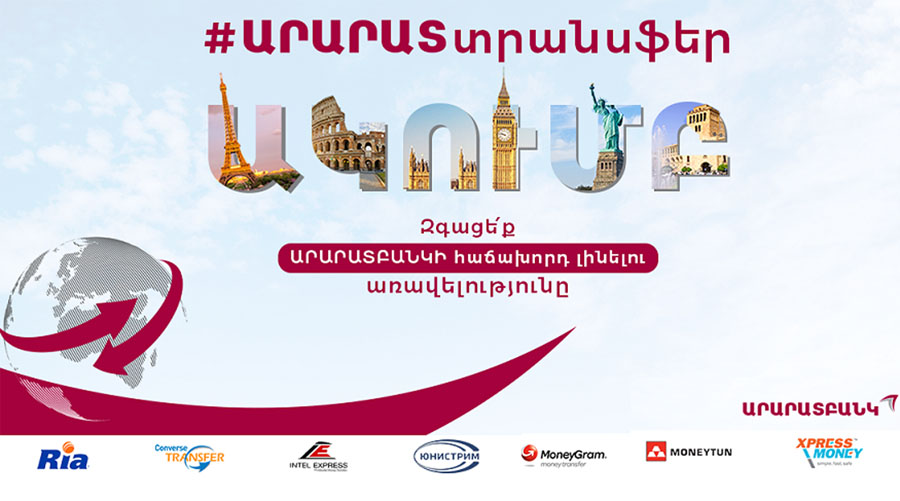 #ԱՐԱՐԱՏտրանսֆեր
ԱԿՈՒՄԲ
Զգացե՛ք
ԱՐԱՐԱՏԲԱՆԿԻ հաճախորդ լինելու
առավելությունը
ԱՐԱՐԱՏԲԱՆԿ
Ria
Converse
TRANSFER
INTEL EXPRESS
ЮНИСТРИМ
MoneyGram.
money transfer
MONEYTUN
XPRESS
MONEY
simple. fast. safe